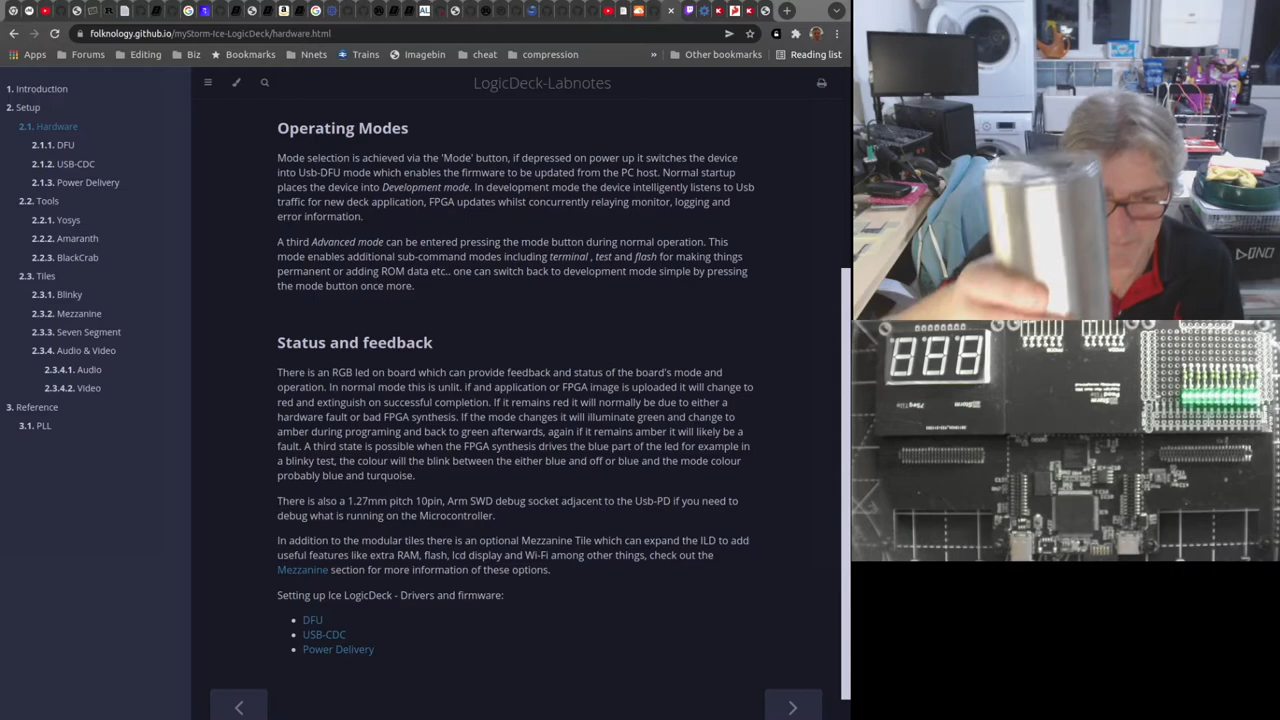 folknology.github.io/myStorm-Ice-LogicDeck/hardware.html
Apps Folders Editing Biz Bookmarks Nnets Trains Imagebin cheat compression » Other bookmarks Reading list
1. Introduction
2. Setup
2.1. Hardware
2.1.1. DFU
2.1.2. USB-CDC
2.1.3. Power Delivery
2.2. Tools
2.2.1. Yosys
2.2.2. Amaranth
2.2.3. BlackCrab
2.3. Tiles
2.3.1. Blinky
2.3.2. Mezzanine
2.3.3. Seven Segment
2.3.4. Audio & Video
2.3.4.1. Audio
2.3.4.2. Video
3. Reference
3.1. PLL
LogicDeck-Labnotes
Operating Modes
Mode selection is achieved via the 'Mode' button, if depressed on power up it switches the device
into Usb-DFU mode which enables the firmware to be updated from the PC host. Normal startup
places the device into Development mode. In development mode the device intelligently listens to Usb
traffic for new deck application, FPGA updates whilst concurrently relaying monitor, logging and
error information.
A third Advanced mode can be entered pressing the mode button during normal operation. This
mode enables additional sub-command modes including terminal , test and flash for making things
permanent or adding ROM data etc.. one can switch back to development mode simple by pressing
the mode button once more.
Status and feedback
There is an RGB led on board which can provide feedback and status of the board's mode and
operation. In normal mode this is unlit. if and application or FPGA image is uploaded it will change to
red and extinguish on successful completion. If it remains red it will normally be due to either a
hardware fault or bad FPGA synthesis. If the mode changes it will illuminate green and change to
amber during programing and back to green afterwards, again if it remains amber it will likely be a
fault. A third state is possible when the FPGA synthesis drives the blue part of the led for example in
a blinky test, the colour will the blink between the either blue and off or blue and the mode colour
probably blue and turquoise.
There is also a 1.27mm pitch 10pin, Arm SWD debug socket adjacent to the Usb-PD if you need to
debug what is running on the Microcontroller.
In addition to the modular tiles there is an optional Mezzanine Tile which can expand the ILD to add
useful features like extra RAM, flash, lcd display and Wi-Fi among other things, check out the
Mezzanine section for more information of these options.
Setting up Ice LogicDeck - Drivers and firmware:
DFU
USB-CDC
Power Delivery